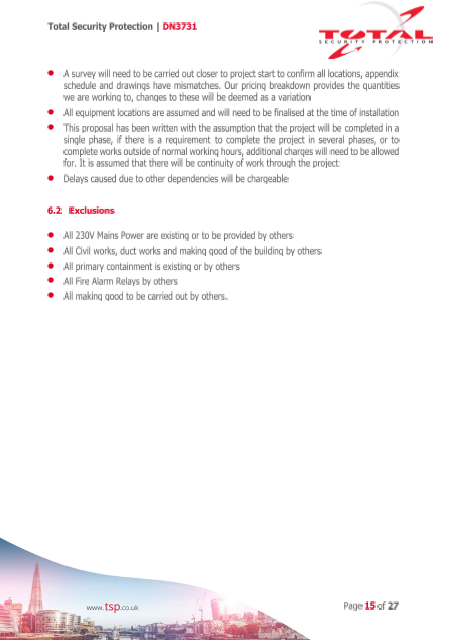 Total Security Protection | DN3731
TOTAL
SECURITY PROTECTION
● A survey will need to be carried out closer to project start to confirm all locations, appendix
schedule and drawings have mismatches. Our pricing breakdown provides the quantities
we are working to, changes to these will be deemed as a variation
● All equipment locations are assumed and will need to be finalised at the time of installation
● This proposal has been written with the assumption that the project will be completed in a
single phase, if there is a requirement to complete the project in several phases, or to
complete works outside of normal working hours, additional charges will need to be allowed
for. It is assumed that there will be continuity of work through the project
● Delays caused due to other dependencies will be chargeable
6.2 Exclusions
● All 230V Mains Power are existing or to be provided by others
● All Civil works, duct works and making good of the building by others
● All primary containment is existing or by others
● All Fire Alarm Relays by others
● All making good to be carried out by others.
www.tsp.co.uk
Page 15 of 27